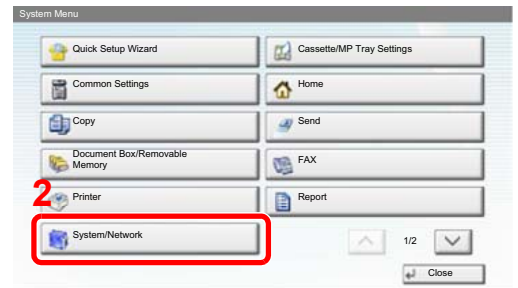 System Menu
Quick Setup Wizard
Cassette/MP Tray Settings
Common Settings
Home
Copy
Send
Document Box/Removable
Memory
FAX
2
Printer
Report
System/Network
1/2
Close